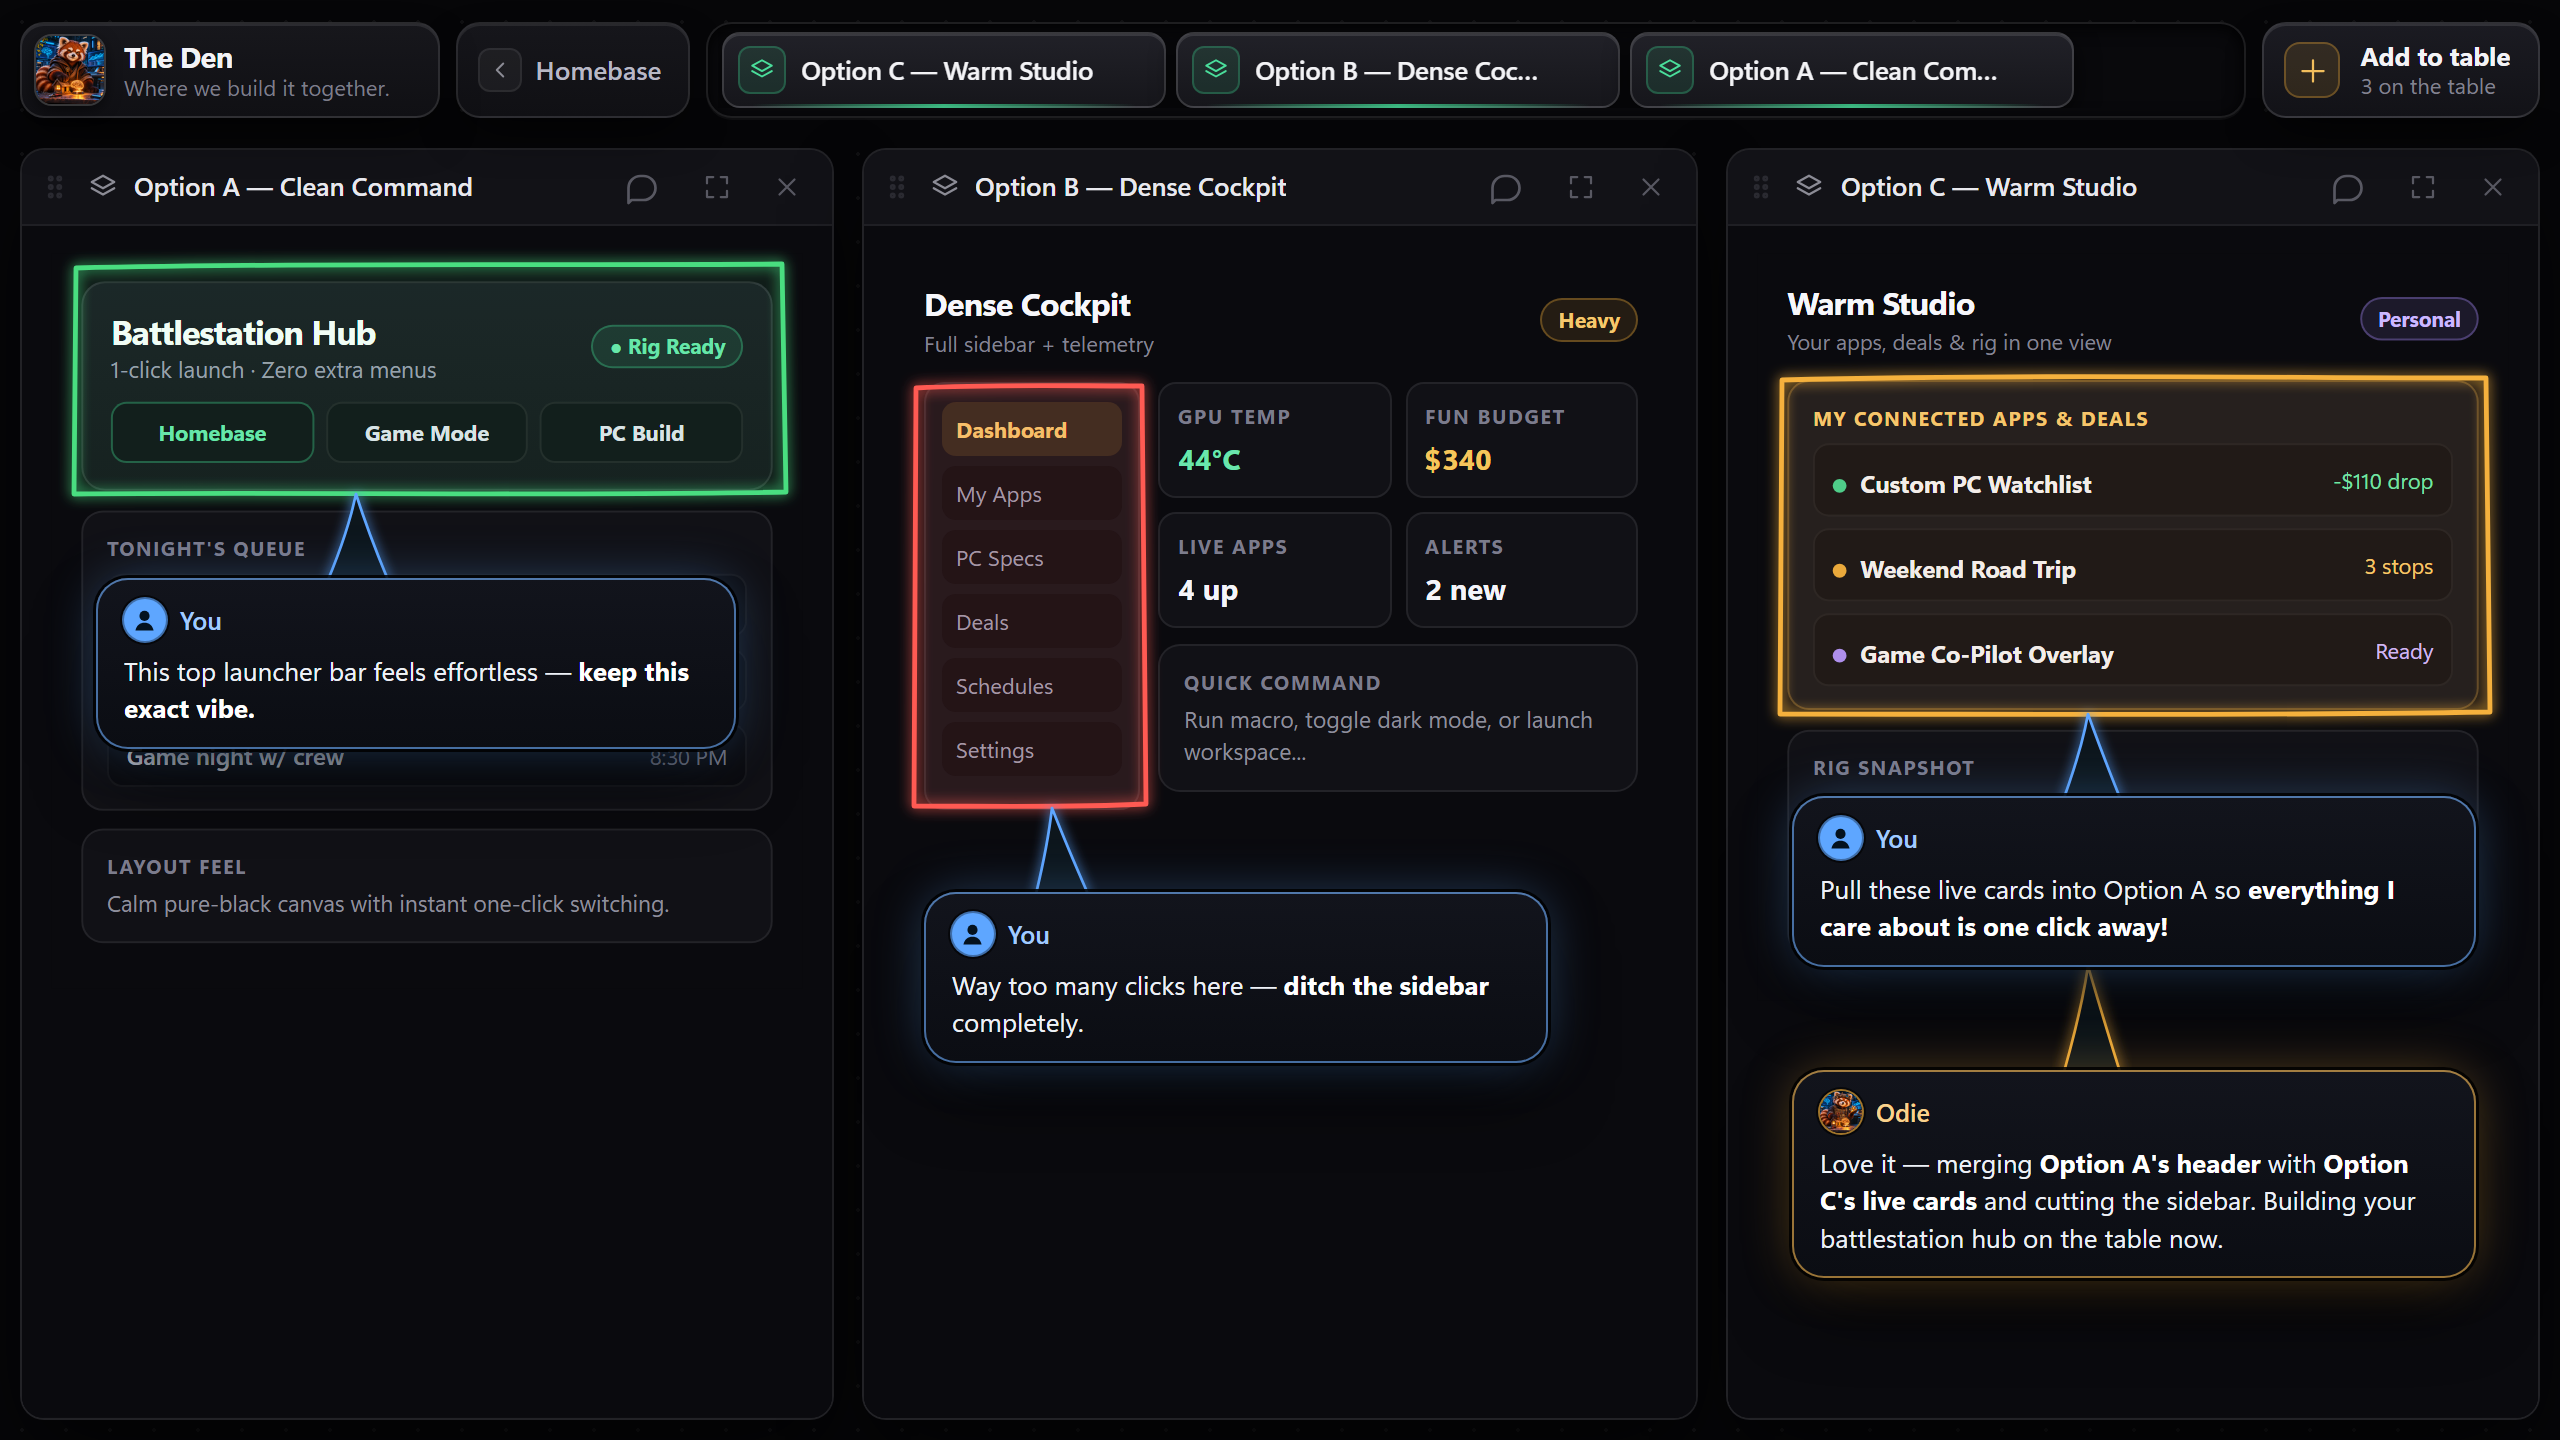 The Den
Where we build it together.
Homebase
Option C — Warm Studio
Option B — Dense Coc...
Option A — Clean Com...
Add to table
3 on the table
Option A — Clean Command
Battlestation Hub
1-click launch · Zero extra menus
● Rig Ready
Homebase
Game Mode
PC Build
TONIGHT'S QUEUE
You
This top launcher bar feels effortless — keep this
exact vibe.
Game night w/ crew
8:30 PM
LAYOUT FEEL
Calm pure-black canvas with instant one-click switching.
Option B — Dense Cockpit
Dense Cockpit
Full sidebar + telemetry
Heavy
Dashboard
My Apps
PC Specs
Deals
Schedules
Settings
GPU TEMP
44°C
FUN BUDGET
$340
LIVE APPS
4 up
ALERTS
2 new
QUICK COMMAND
Run macro, toggle dark mode, or launch
workspace...
You
Way too many clicks here — ditch the sidebar
completely.
Option C — Warm Studio
Warm Studio
Your apps, deals & rig in one view
Personal
MY CONNECTED APPS & DEALS
Custom PC Watchlist
-$110 drop
Weekend Road Trip
3 stops
Game Co-Pilot Overlay
Ready
RIG SNAPSHOT
You
Pull these live cards into Option A so everything I
care about is one click away!
Odie
Love it — merging Option A's header with Option
C's live cards and cutting the sidebar. Building your
battlestation hub on the table now.